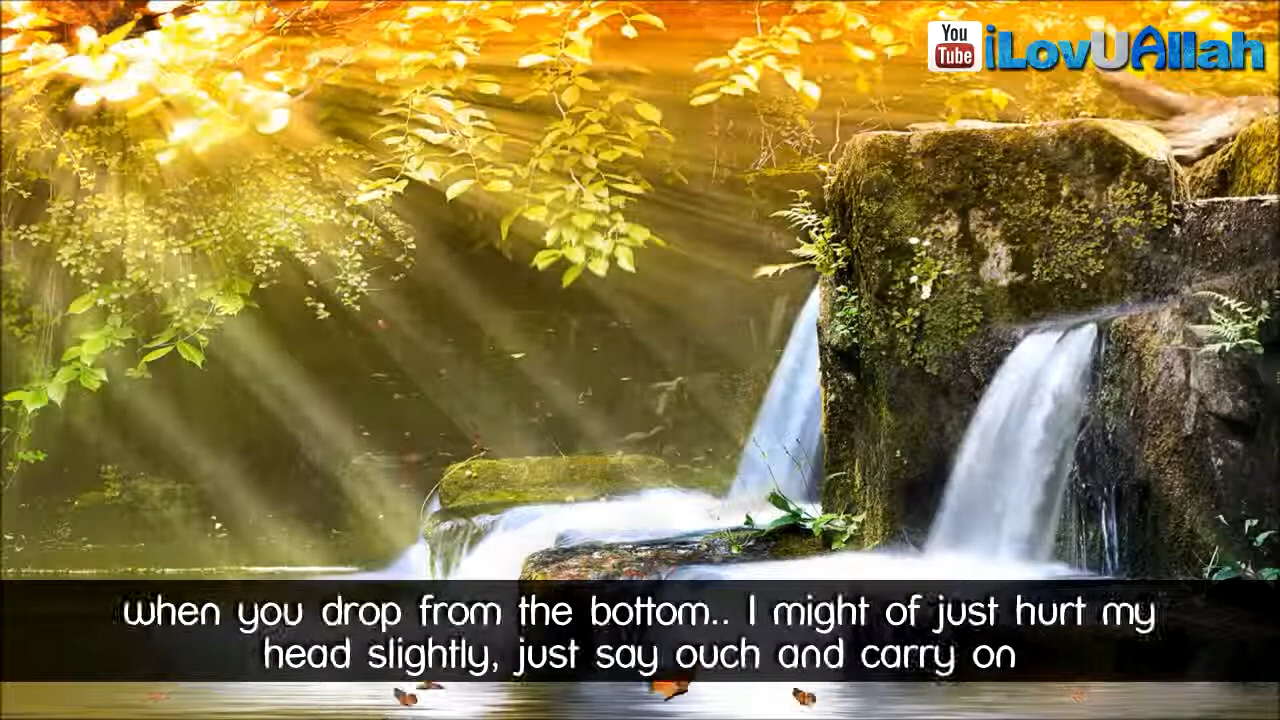 You
Tube
iLovUAllah
when you drop from the bottom.. I might of just hurt my
head slightly, just say ouch and carry on